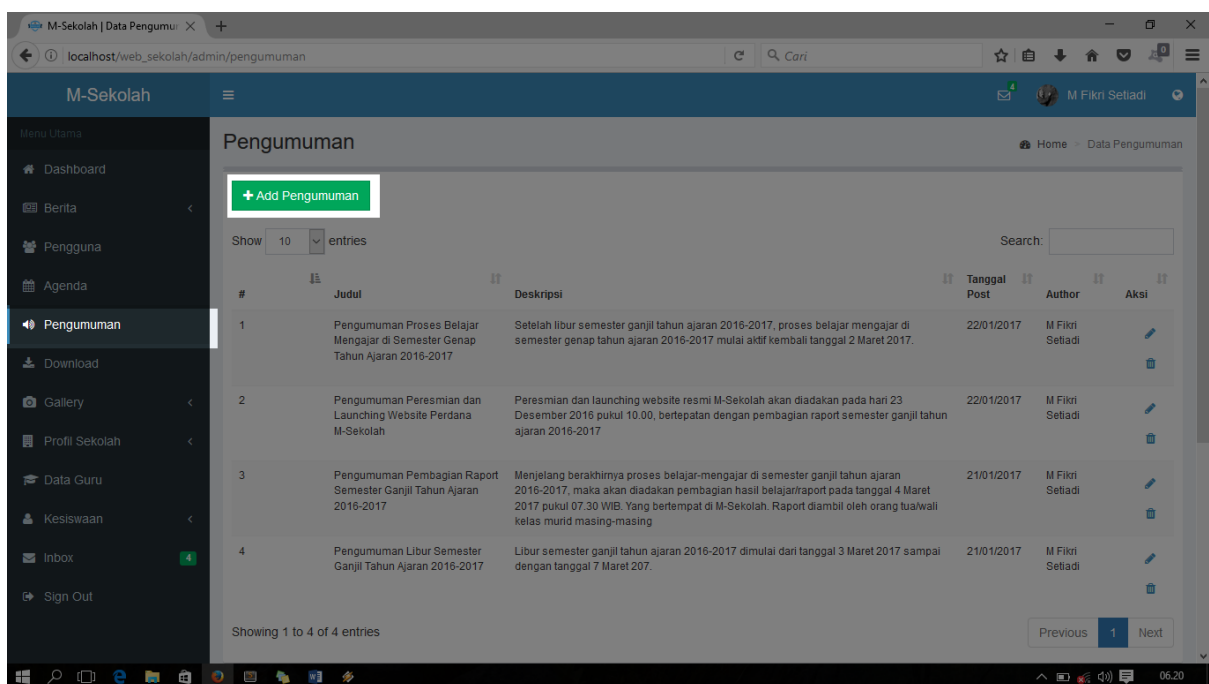 M-Sekolah | Data Pengumur
localhost/web_sekolah/admin/pengumuman
Cari
0
M-Sekolah
4
M Fikri Setiadi
Menu Utama
Dashboard
Berita
Pengguna
Agenda
Pengumuman
Download
Gallery
Profil Sekolah
Data Guru
Kesiswaan
Inbox 4
Sign Out
Pengumuman
Home > Data Pengumuman
+ Add Pengumuman
Show 10 entries
Search:
# Judul Deskripsi Tanggal Post Author Aksi
1
Pengumuman Proses Belajar
Mengajar di Semester Genap
Tahun Ajaran 2016-2017
Setelah libur semester ganjil tahun ajaran 2016-2017, proses belajar mengajar di
semester genap tahun ajaran 2016-2017 mulai aktif kembali tanggal 2 Maret 2017.
22/01/2017
M Fikri
Setiadi
2
Pengumuman Peresmian dan
Launching Website Perdana
M-Sekolah
Peresmian dan launching website resmi M-Sekolah akan diadakan pada hari 23
Desember 2016 pukul 10.00, bertepatan dengan pembagian raport semester ganjil tahun
ajaran 2016-2017
22/01/2017
M Fikri
Setiadi
3
Pengumuman Pembagian Raport
Semester Ganjil Tahun Ajaran
2016-2017
Menjelang berakhirnya proses belajar-mengajar di semester ganjil tahun ajaran
2016-2017, maka akan diadakan pembagian hasil belajar/raport pada tanggal 4 Maret
2017 pukul 07.30 WIB. Yang bertempat di M-Sekolah. Raport diambil oleh orang tua/wali
kelas murid masing-masing
21/01/2017
M Fikri
Setiadi
4
Pengumuman Libur Semester
Ganjil Tahun Ajaran 2016-2017
Libur semester ganjil tahun ajaran 2016-2017 dimulai dari tanggal 3 Maret 2017 sampai
dengan tanggal 7 Maret 207.
21/01/2017
M Fikri
Setiadi
Showing 1 to 4 of 4 entries
Previous 1 Next
06.20